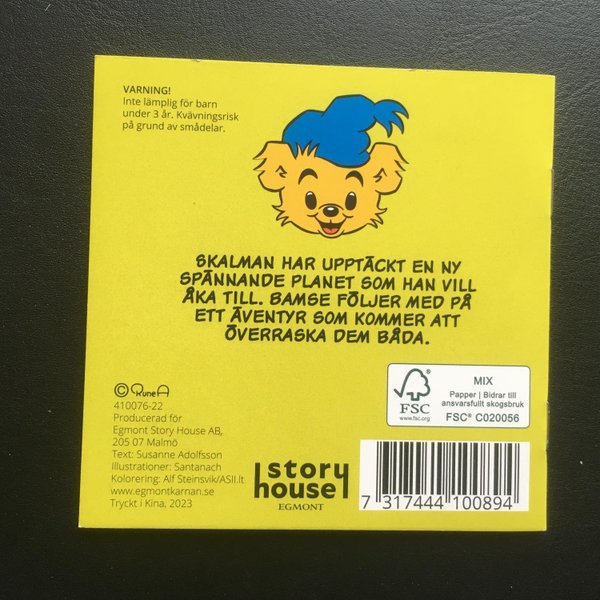 VARNING!
Inte lämplig för barn
under 3 år. Kvävningsrisk
på grund av smådelar.
SKALMAN HAR UPPTÄCKT EN NY
SPÄNNANDE PLANET SOM HAN VILL
ÅKA TILL. BAMSE FÖLJER MED PÅ
ETT ÄVENTYR SOM KOMMER ATT
ÖVERRASKA DEM BÅDA.
© Rune A
410076-22
Producerad för
Egmont Story House AB,
205 07 Malmö
Text: Susanne Adolfsson
Illustrationer: Santanach
Kolorering: Alf Steinsvik/ASII.lt
www.egmontkarnan.se
Tryckt i Kina, 2023
story
house
EGMONT
FSC
www.fsc.org
MIX
Papper | Bidrar till
ansvarsfullt skogsbruk
FSC® C020056
7 317444 100894